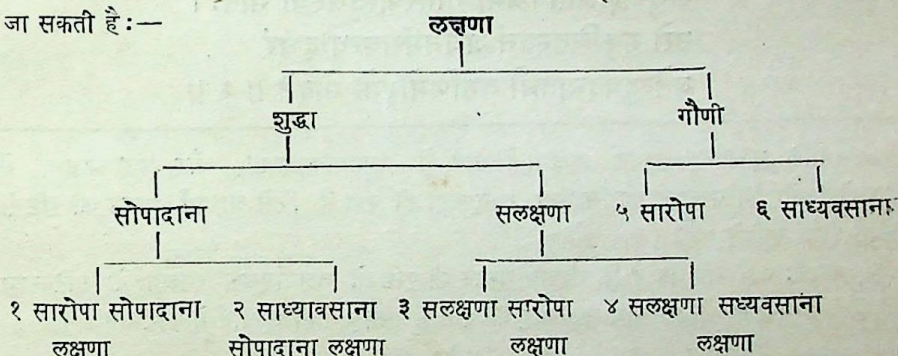 जा सकती है:—
लक्षणा
शुद्धा गौणी
सोपादाना सलक्षणा ५ सारोपा ६ साध्यवसाना
१ सारोपा सोपादाना २ साध्यावसाना ३ सलक्षणा सारोपा ४ सलक्षणा सध्यवसाना
लक्षणा सोपादाना लक्षणा लक्षणा लक्षणा